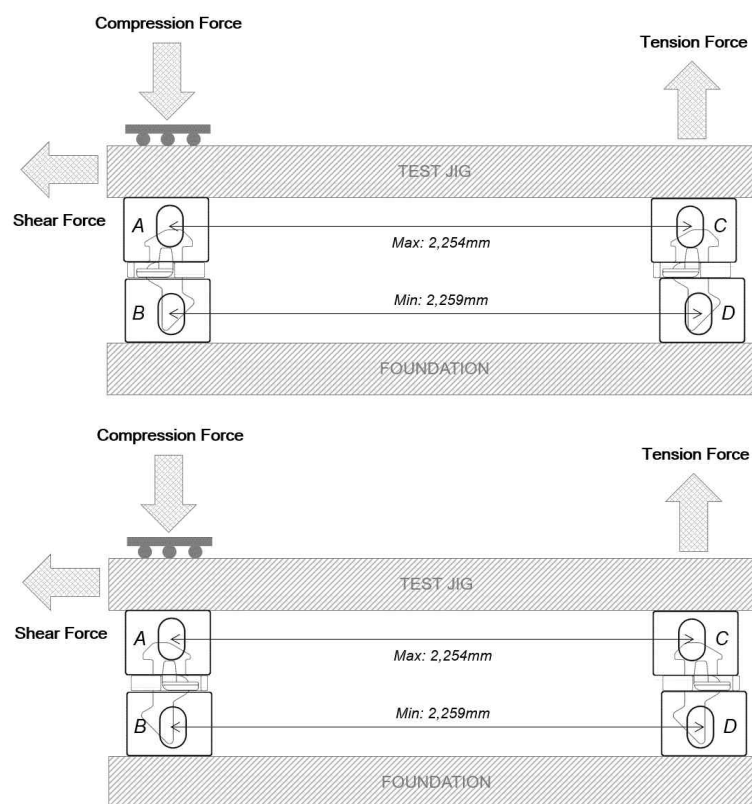 Compression Force
Tension Force
TEST JIG
Shear Force
A
C
Max: 2,254mm
B
Min: 2,259mm
D
FOUNDATION
Compression Force
Tension Force
TEST JIG
Shear Force
A
C
Max: 2,254mm
B
Min: 2,259mm
D
FOUNDATION